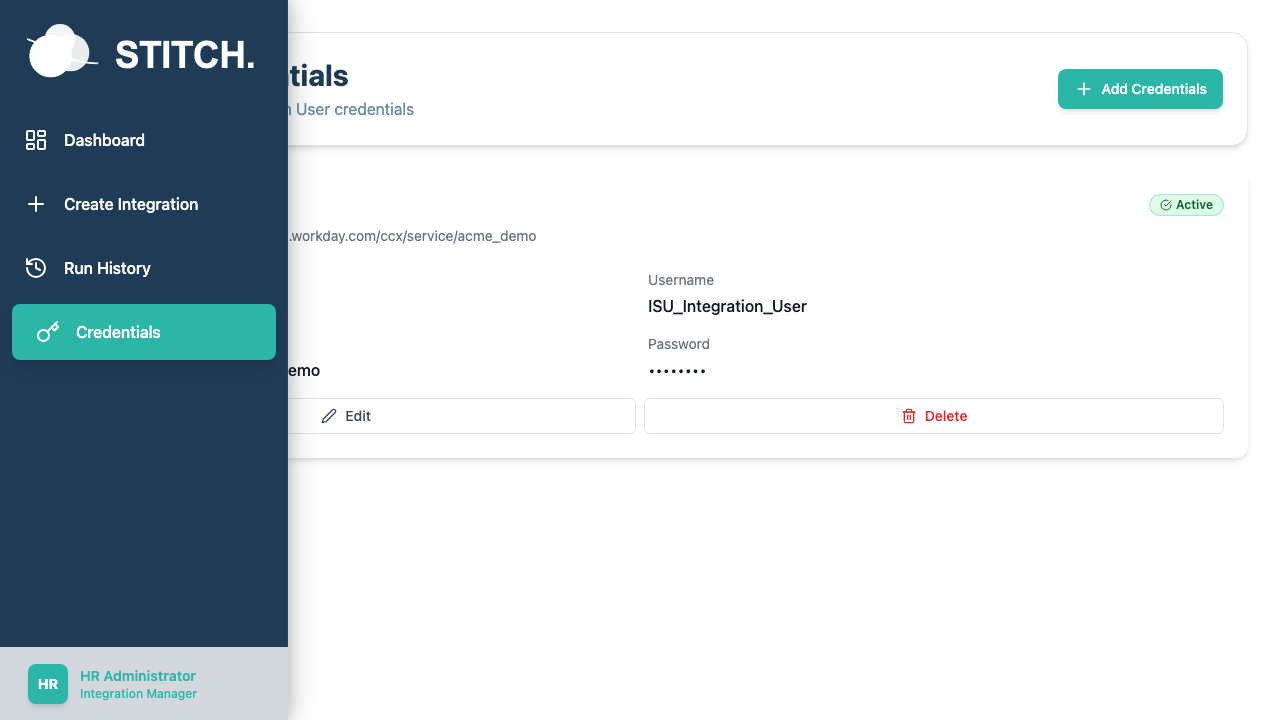 STITCH.
Dashboard
Create Integration
Run History
Credentials
HR
HR Administrator
Integration Manager
tials
User credentials
Add Credentials
Active
.workday.com/ccx/service/acme_demo
Username
ISU_Integration_User
Password
••••••••
emo
Edit
Delete